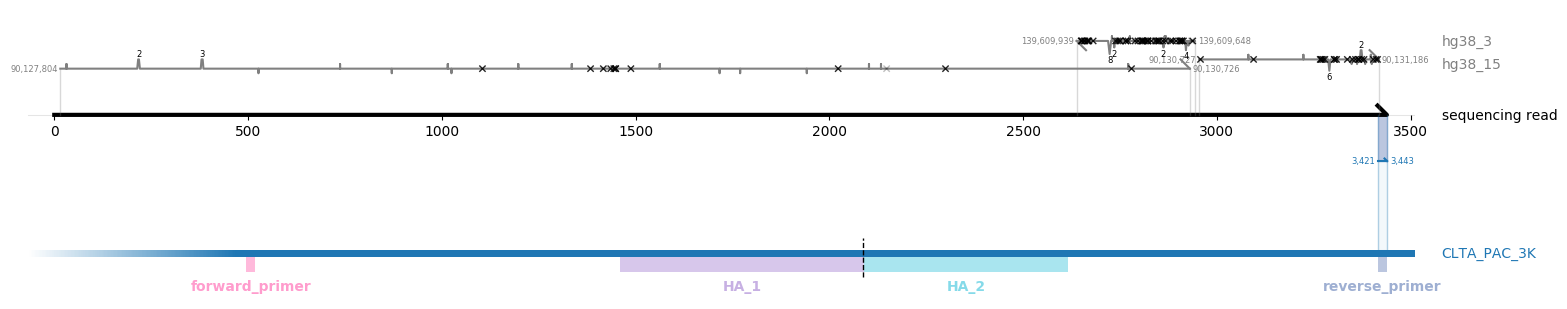 139,609,939 139,609,648 hg38_3
2 3 8 2 2 4 2 6
90,127,804 90,130,727 90,130,726 90,131,186 hg38_15
sequencing read
0 500 1000 1500 2000 2500 3000 3500
3,421 3,443
CLTA_PAC_3K
forward_primer HA_1 HA_2 reverse_primer